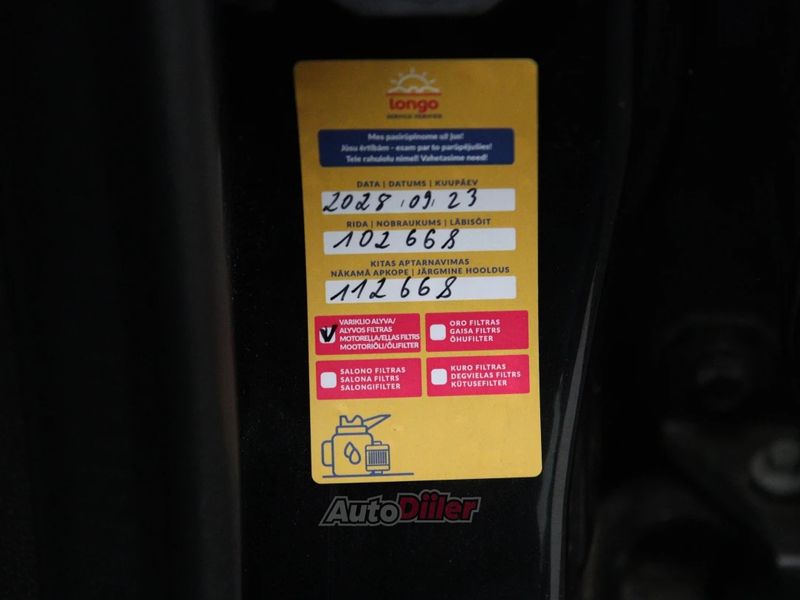 longo
SERVICE VERIFIED
Mes pasirūpinome už jus!
Jūsu ērtībām - esam par to parūpējušies!
Teie rahulolu nimel! Vahetasime need!
DATA | DATUMS | KUUPÄEV
2028.09.23
RIDA | NOBRAUKUMS | LÄBISÕIT
102 668
KITAS APTARNAVIMAS
NĀKAMĀ APKOPE | JÄRGMINE HOOLDUS
112 668
VARIKLIO ALYVA/
ALYVOS FILTRAS
MOTOREĻĻA/EĻĻAS FILTRS
MOOTORIÕLI/ÕLIFILTER
ORO FILTRAS
GAISA FILTRS
ÕHUFILTER
SALONO FILTRAS
SALONA FILTRS
SALONGIFILTER
KURO FILTRAS
DEGVIELAS FILTRS
KÜTUSEFILTER
AutoDiiler